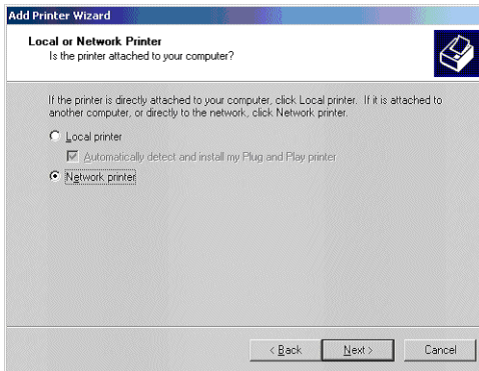 Add Printer Wizard
Local or Network Printer
Is the printer attached to your computer?
If the printer is directly attached to your computer, click Local printer. If it is attached to
another computer, or directly to the network, click Network printer.
Local printer
Automatically detect and install my Plug and Play printer
Network printer
< Back
Next >
Cancel